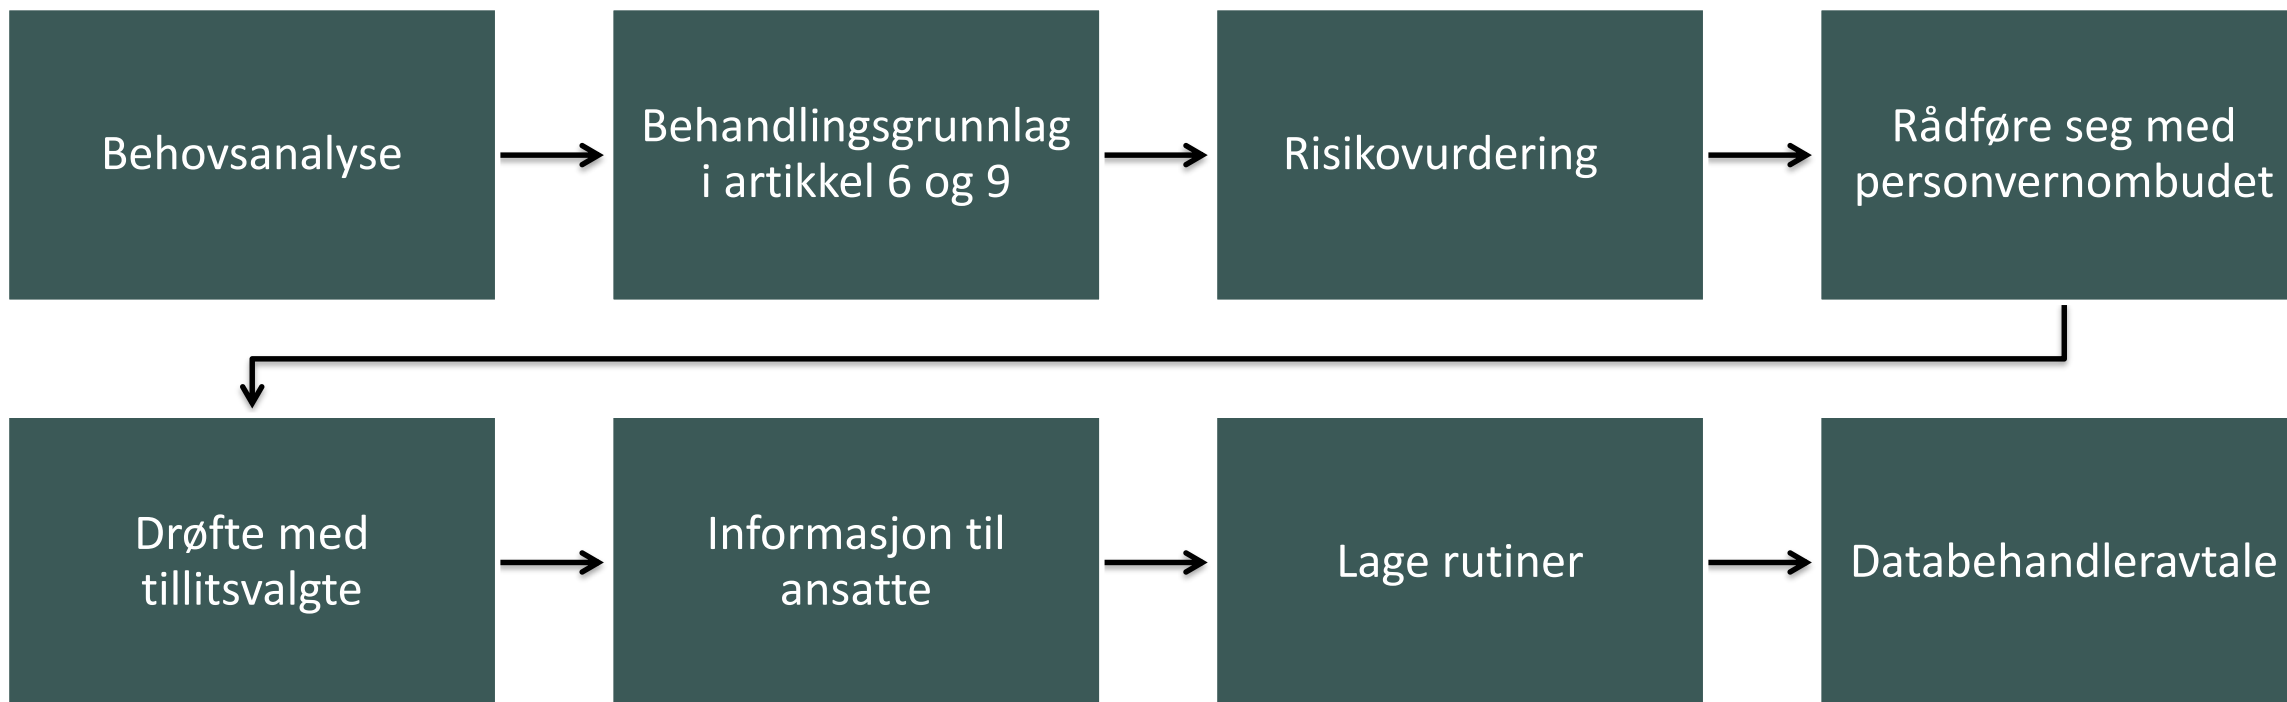 Behovsanalyse
Behandlingsgrunnlag
i artikkel 6 og 9
Risikovurdering
Rådføre seg med
personvernombudet
Drøfte med
tillitsvalgte
Informasjon til
ansatte
Lage rutiner
Databehandleravtale